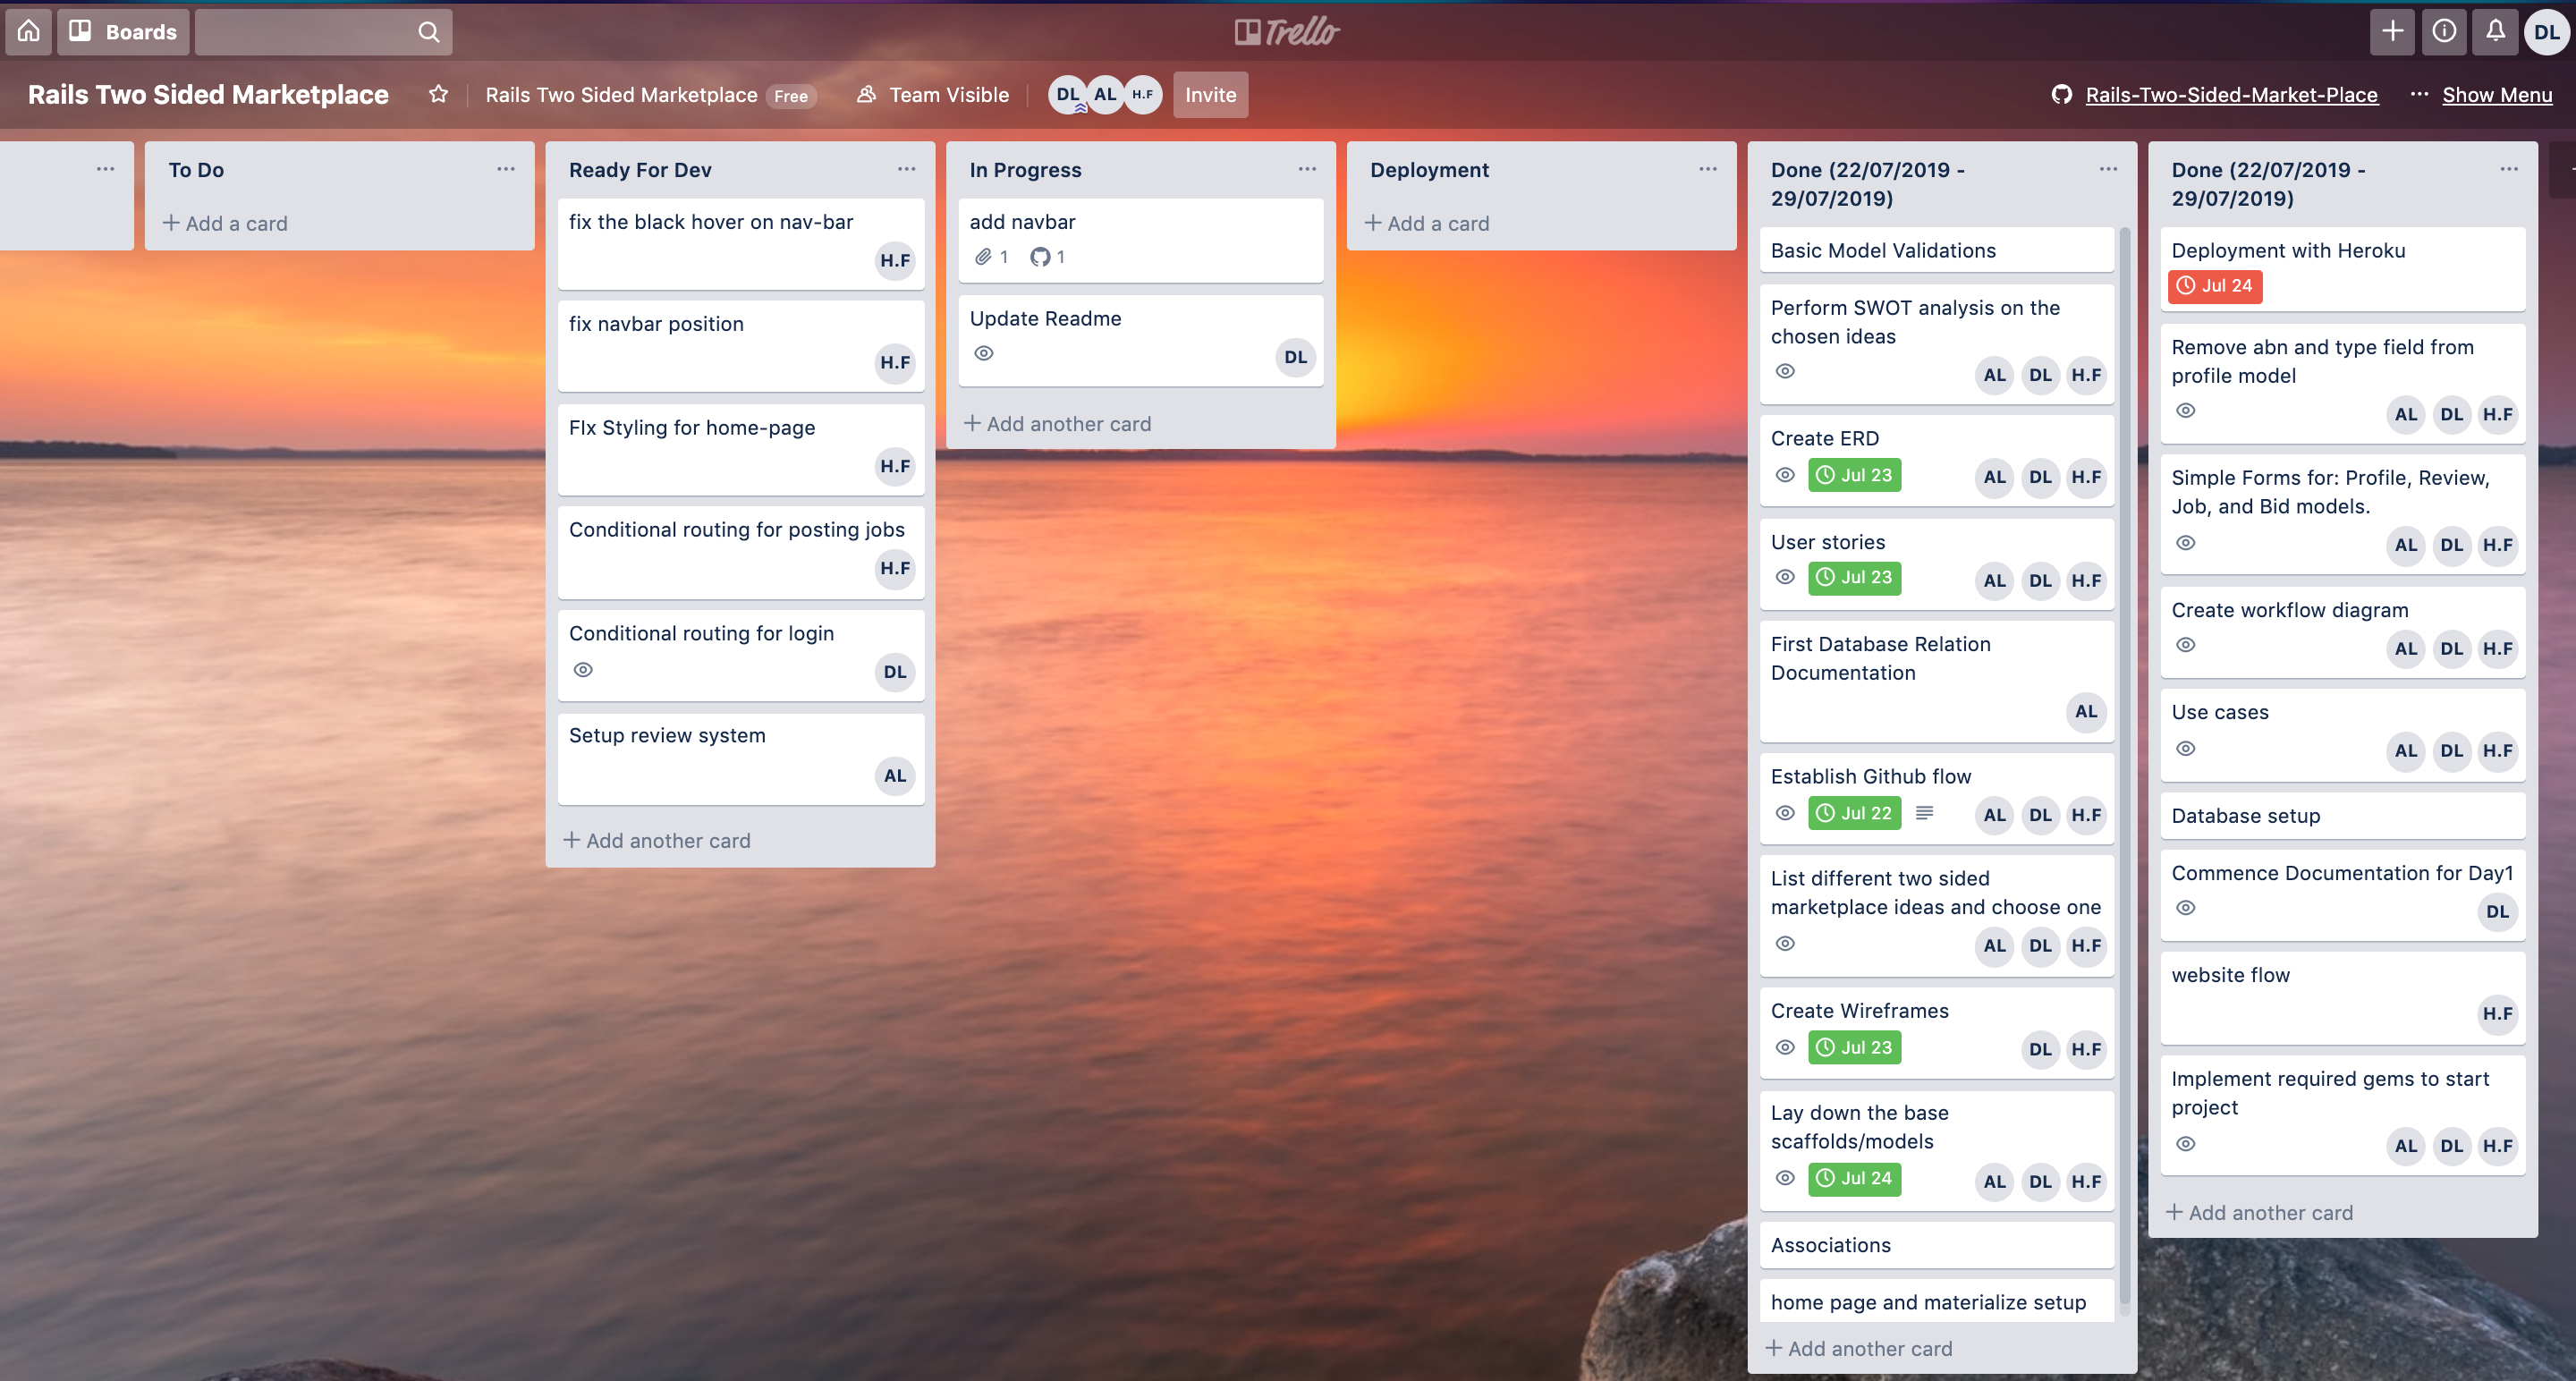 Boards
Trello
DL
Rails Two Sided Marketplace
Rails Two Sided Marketplace Free
Team Visible
DL AL H.F
Invite
Rails-Two-Sided-Market-Place
··· Show Menu
To Do
+ Add a card
Ready For Dev
fix the black hover on nav-bar
H.F
fix navbar position
H.F
FIx Styling for home-page
H.F
Conditional routing for posting jobs
H.F
Conditional routing for login
DL
Setup review system
AL
+ Add another card
In Progress
add navbar
1 1
Update Readme
DL
+ Add another card
Deployment
+ Add a card
Done (22/07/2019 -
29/07/2019)
Basic Model Validations
Perform SWOT analysis on the
chosen ideas
AL DL H.F
Create ERD
Jul 23 AL DL H.F
User stories
Jul 23 AL DL H.F
First Database Relation
Documentation
AL
Establish Github flow
Jul 22 AL DL H.F
List different two sided
marketplace ideas and choose one
AL DL H.F
Create Wireframes
Jul 23 DL H.F
Lay down the base
scaffolds/models
Jul 24 AL DL H.F
Associations
home page and materialize setup
+ Add another card
Done (22/07/2019 -
29/07/2019)
Deployment with Heroku
Jul 24
Remove abn and type field from
profile model
AL DL H.F
Simple Forms for: Profile, Review,
Job, and Bid models.
AL DL H.F
Create workflow diagram
AL DL H.F
Use cases
AL DL H.F
Database setup
Commence Documentation for Day1
DL
website flow
H.F
Implement required gems to start
project
AL DL H.F
+ Add another card